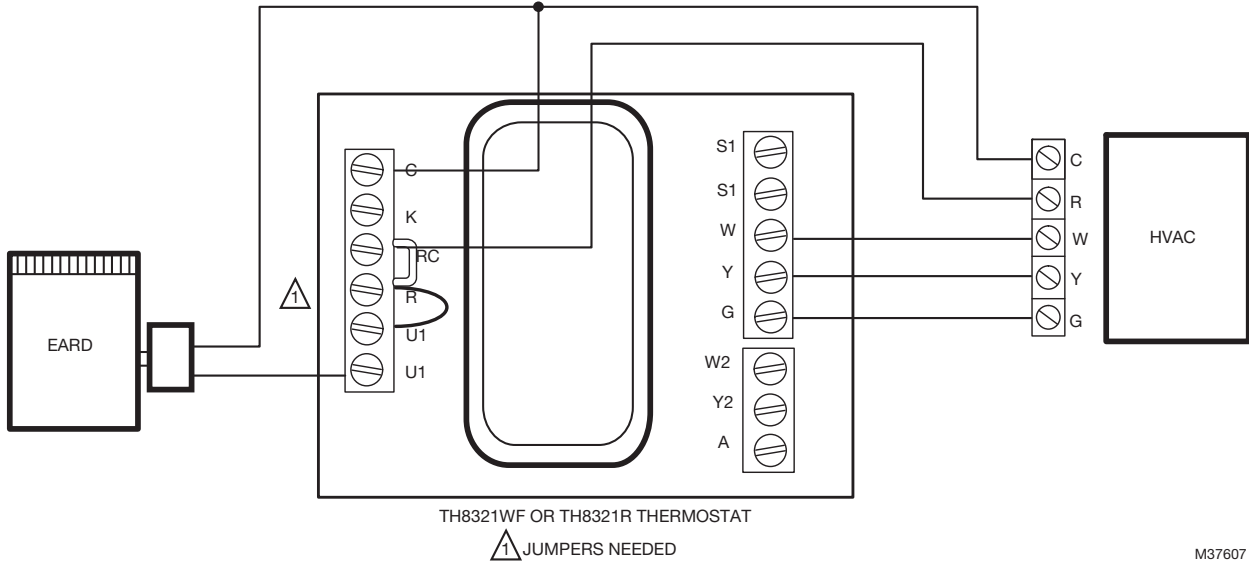 C
K
RC
R
U1
U1
S1
S1
W
Y
G
W2
Y2
A
C
R
W
Y
G
HVAC
EARD
1
TH8321WF OR TH8321R THERMOSTAT
1 JUMPERS NEEDED
M37607